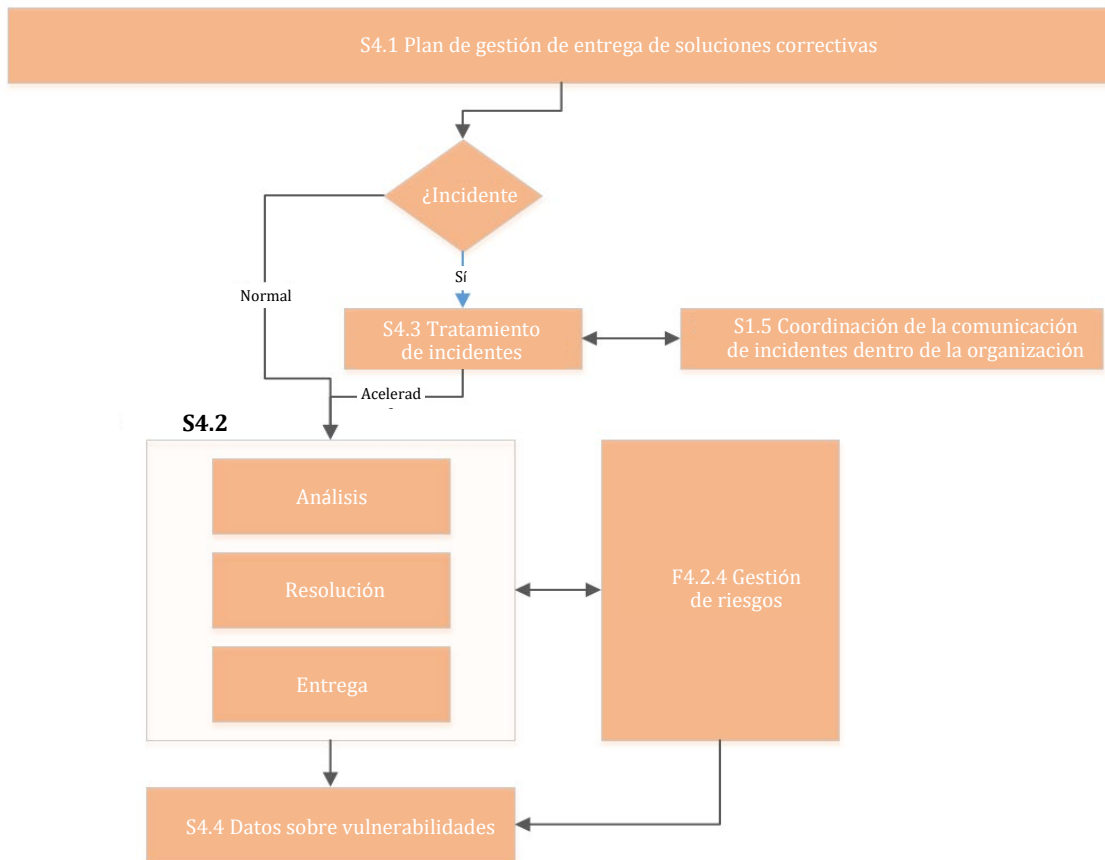 S4.1 Plan de gestión de entrega de soluciones correctivas
¿Incidente
Sí
Normal
S4.3 Tratamiento
de incidentes
S1.5 Coordinación de la comunicación
de incidentes dentro de la organización
Acelerad
S4.2
Análisis
Resolución
Entrega
F4.2.4 Gestión
de riesgos
S4.4 Datos sobre vulnerabilidades